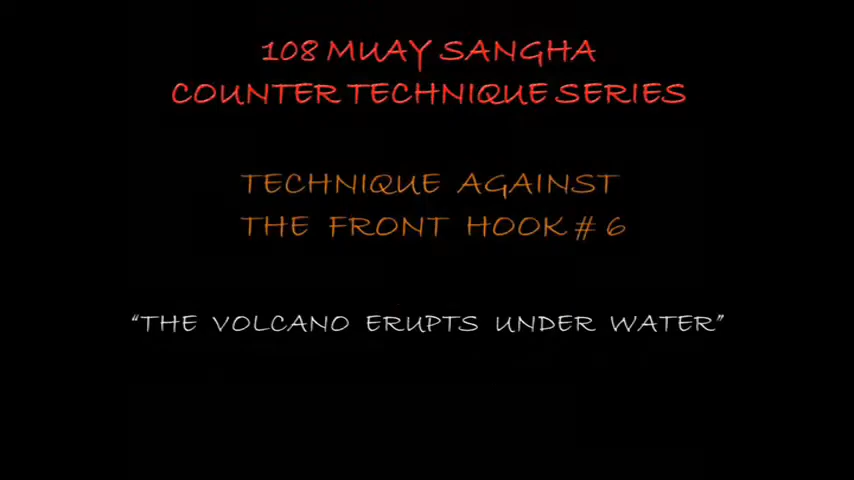 108 MUAY SANGHA
COUNTER TECHNIQUE SERIES
TECHNIQUE AGAINST
THE FRONT HOOK # 6
“THE VOLCANO ERUPTS UNDER WATER”